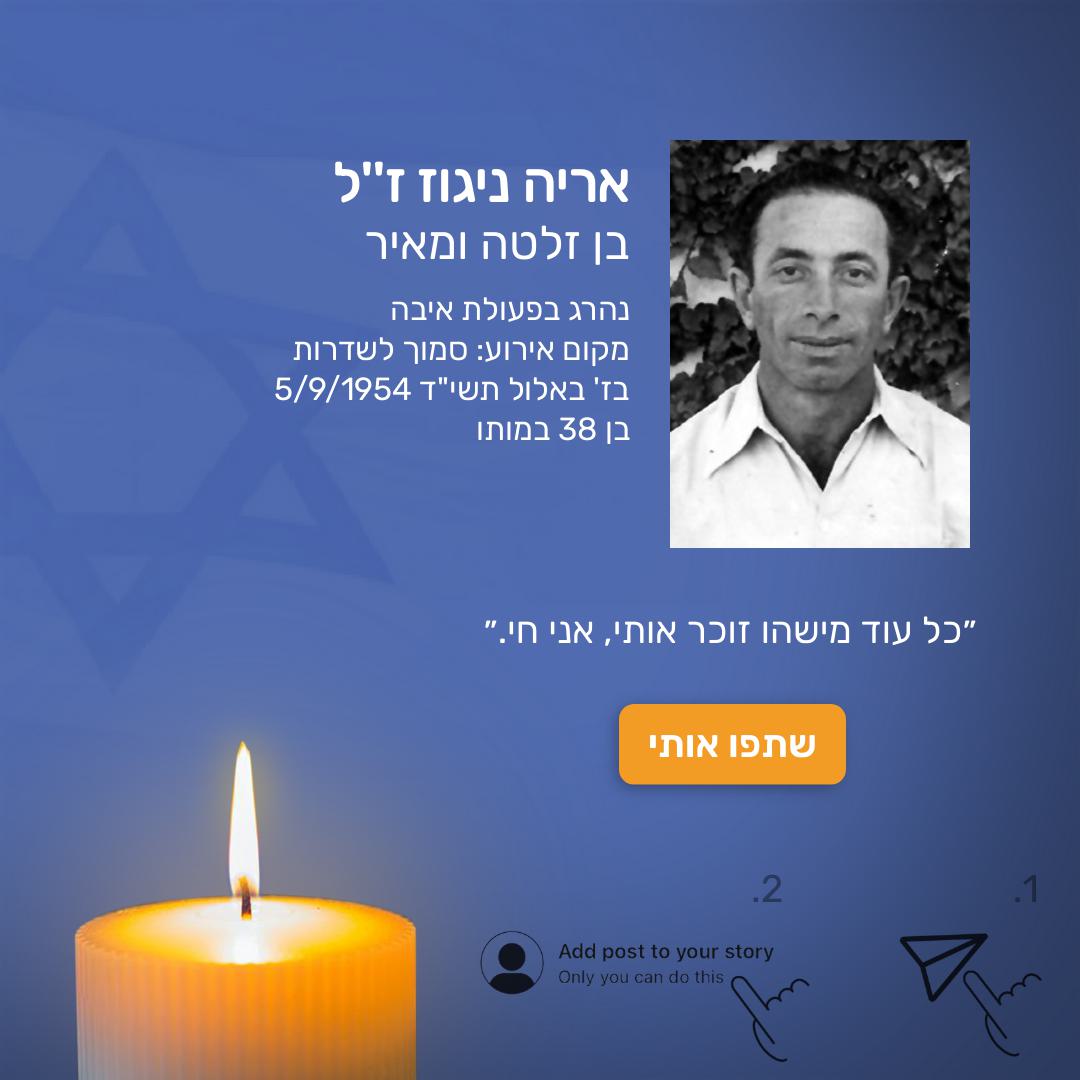 אריה ניגוז ז"ל
בן זלטה ומאיר
נהרג בפעולת איבה
מקום אירוע: סמוך לשדרות
בז' באלול תשי"ד 5/9/1954
בן 38 במותו
״כל עוד מישהו זוכר אותי, אני חי.״
שתפו אותי
1.
2.
Add post to your story
Only you can do this